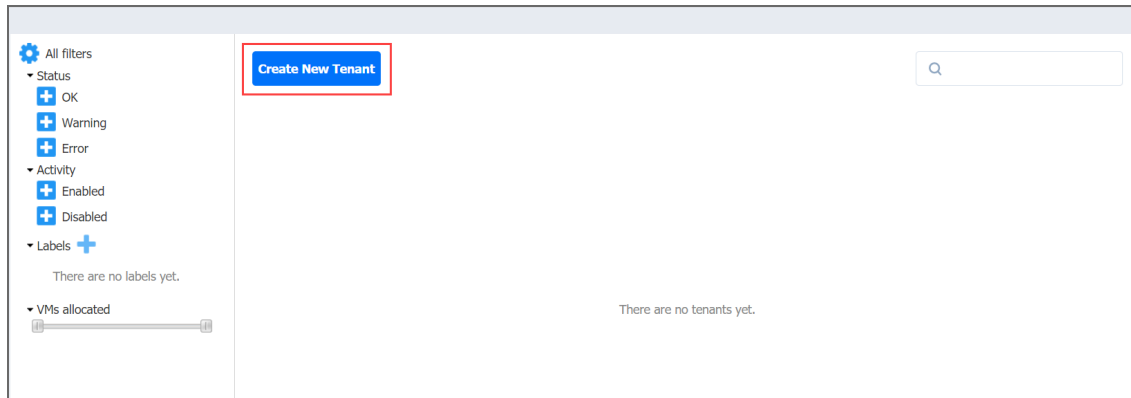 All filters
Status
OK
Warning
Error
Activity
Enabled
Disabled
Labels
There are no labels yet.
VMs allocated
Create New Tenant
There are no tenants yet.